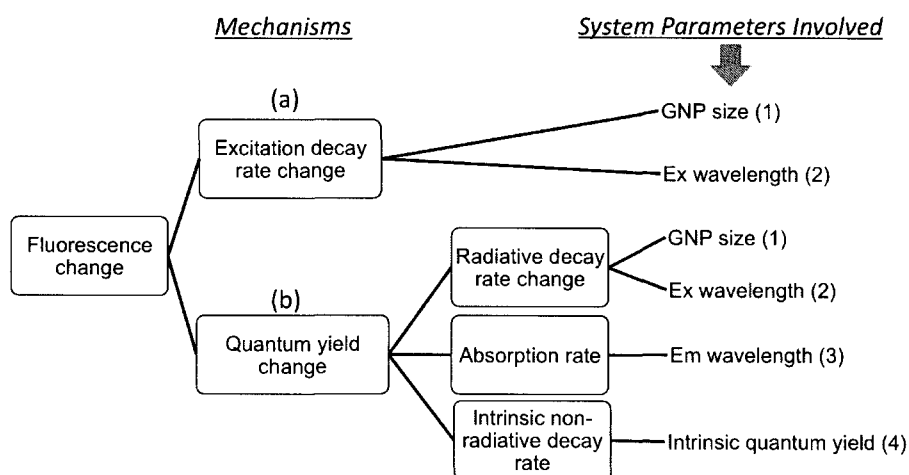 Mechanisms
System Parameters Involved
(a)
Excitation decay
rate change
GNP size (1)
Ex wavelength (2)
Fluorescence
change
(b)
Quantum yield
change
Radiative decay
rate change
GNP size (1)
Ex wavelength (2)
Absorption rate
Em wavelength (3)
Intrinsic non-
radiative decay
rate
Intrinsic quantum yield (4)